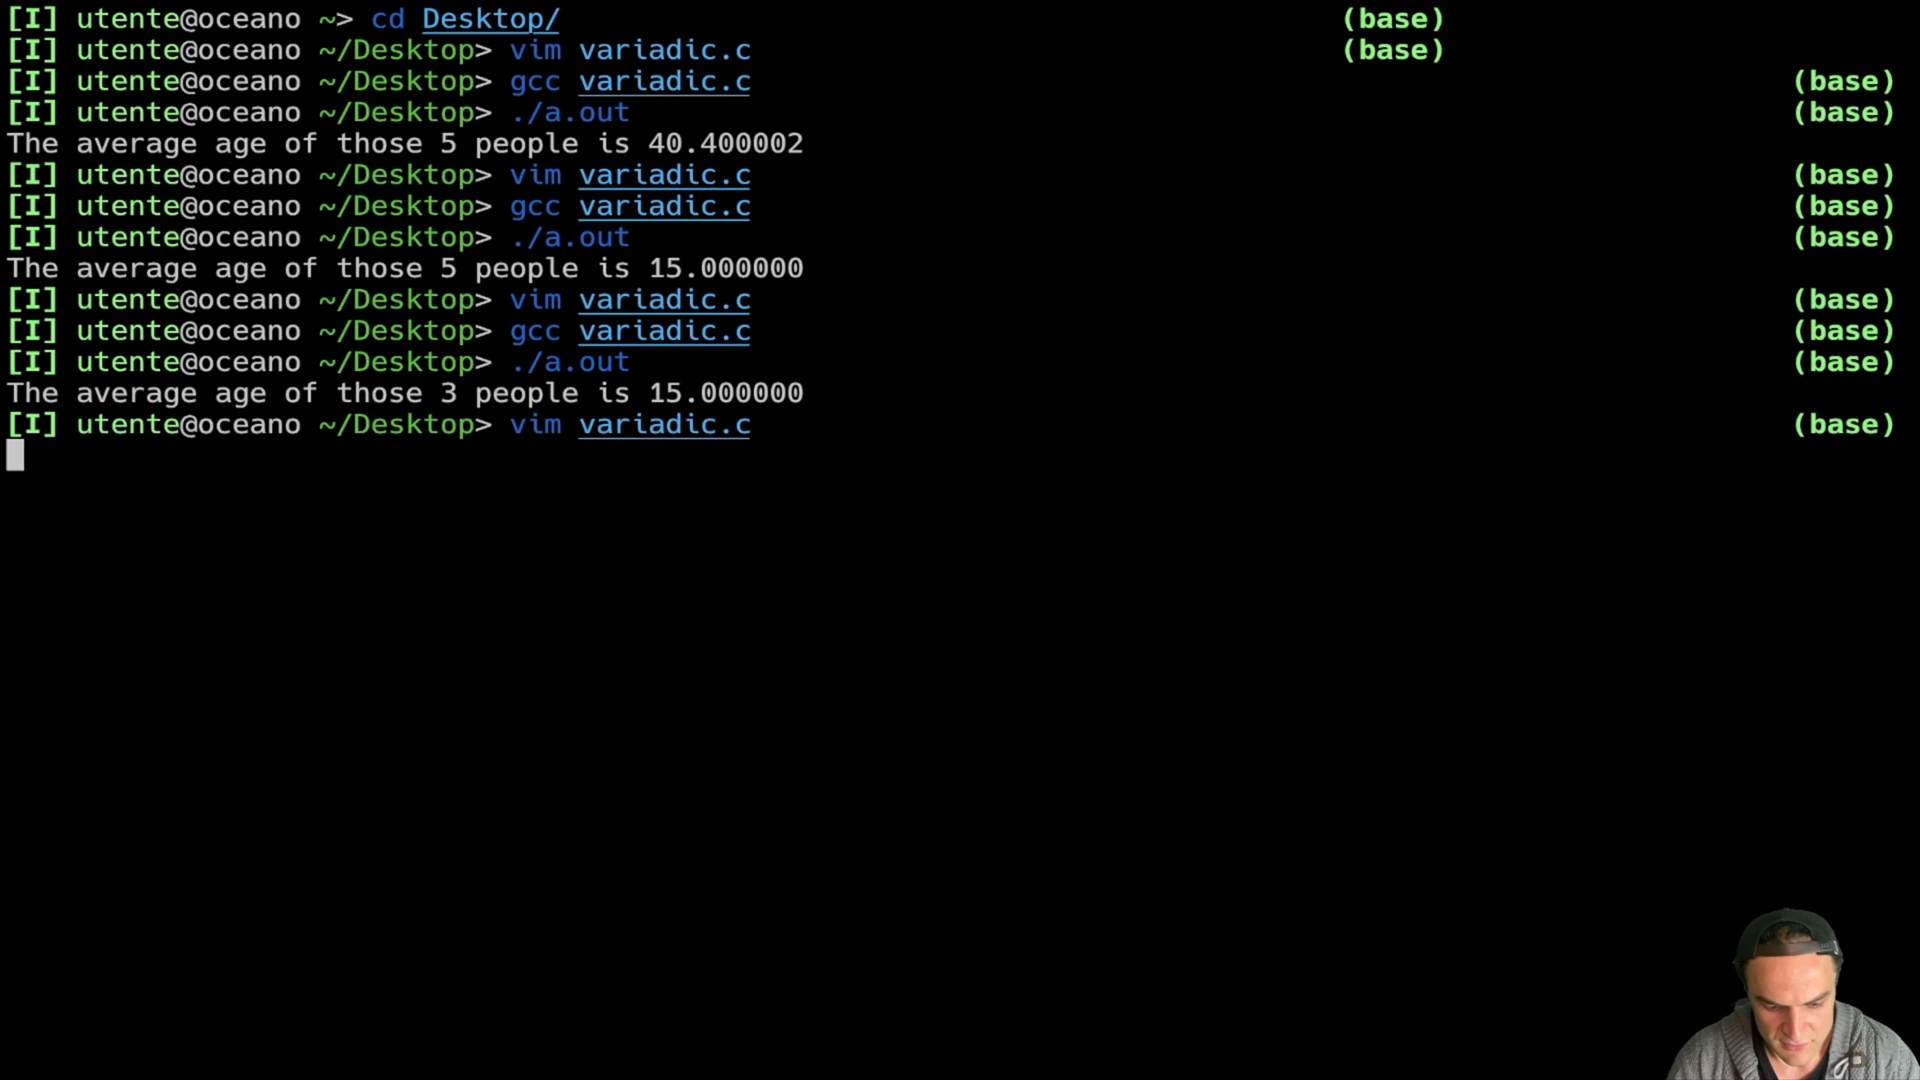 [I] utente@oceano ~> cd Desktop/ (base)
[I] utente@oceano ~/Desktop> vim variadic.c (base)
[I] utente@oceano ~/Desktop> gcc variadic.c (base)
[I] utente@oceano ~/Desktop> ./a.out (base)
The average age of those 5 people is 40.400002
[I] utente@oceano ~/Desktop> vim variadic.c (base)
[I] utente@oceano ~/Desktop> gcc variadic.c (base)
[I] utente@oceano ~/Desktop> ./a.out (base)
The average age of those 5 people is 15.000000
[I] utente@oceano ~/Desktop> vim variadic.c (base)
[I] utente@oceano ~/Desktop> gcc variadic.c (base)
[I] utente@oceano ~/Desktop> ./a.out (base)
The average age of those 3 people is 15.000000
[I] utente@oceano ~/Desktop> vim variadic.c (base)